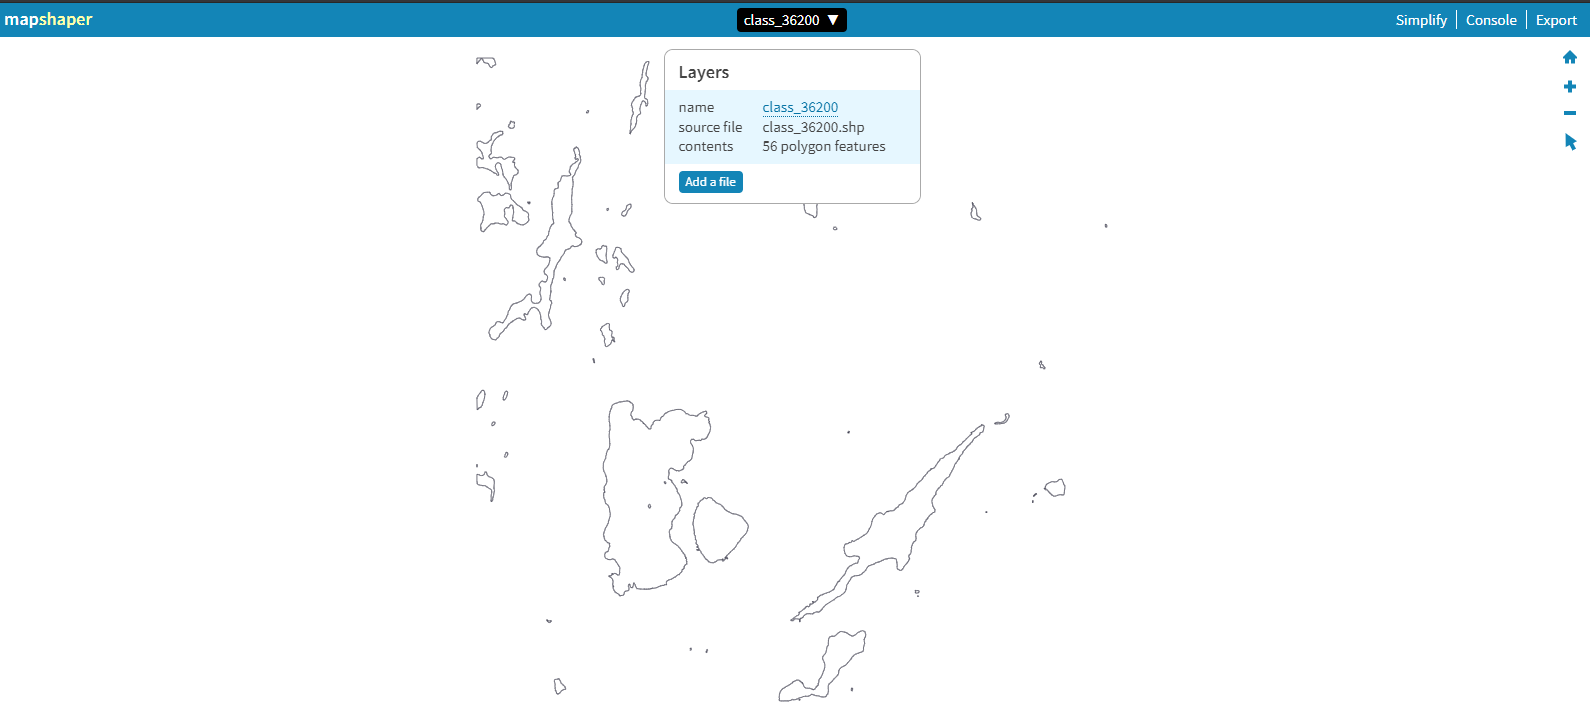 mapshaper
class_36200 ▼
Simplify Console Export
Layers
name class_36200
source file class_36200.shp
contents 56 polygon features
Add a file